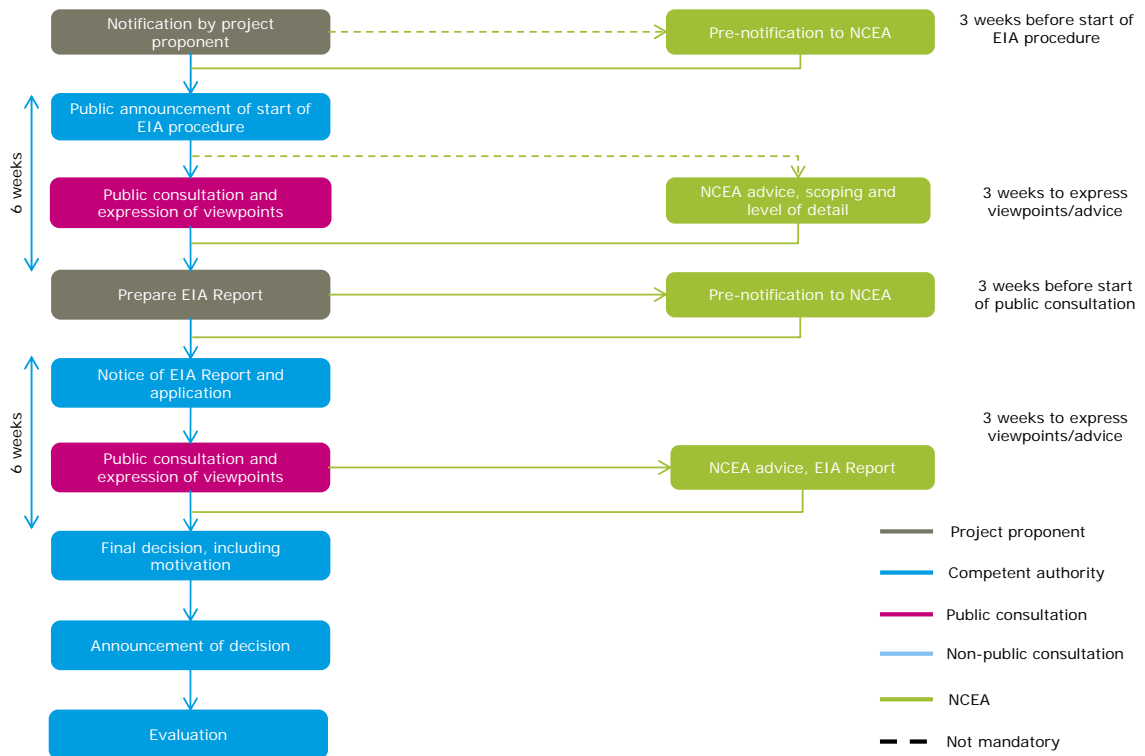 Notification by project
proponent
Pre-notification to NCEA
3 weeks before start of
EIA procedure
Public announcement of start of
EIA procedure
6 weeks
Public consultation and
expression of viewpoints
NCEA advice, scoping and
level of detail
3 weeks to express
viewpoints/advice
Prepare EIA Report
Pre-notification to NCEA
3 weeks before start
of public consultation
Notice of EIA Report and
application
6 weeks
3 weeks to express
viewpoints/advice
Public consultation and
expression of viewpoints
NCEA advice, EIA Report
Final decision, including
motivation
Announcement of decision
Evaluation
Project proponent
Competent authority
Public consultation
Non-public consultation
NCEA
Not mandatory